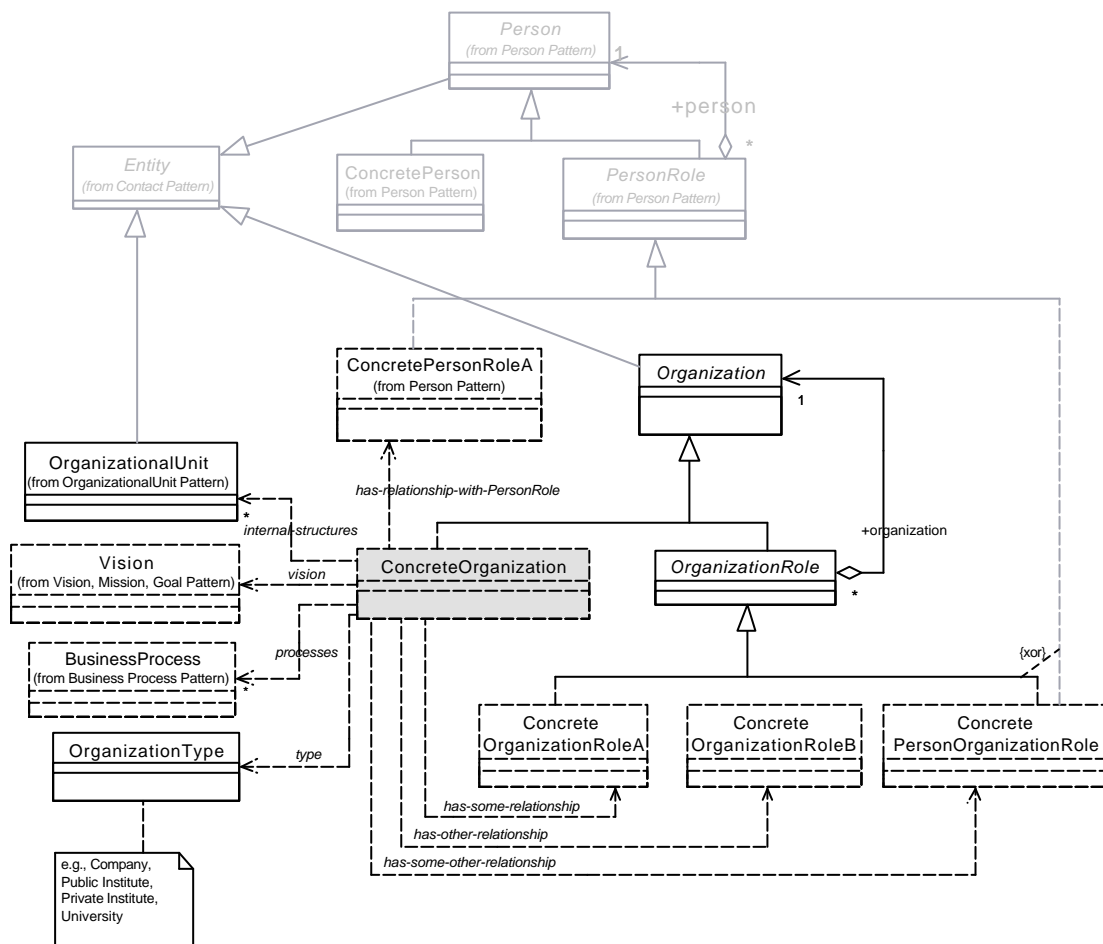 Person
(from Person Pattern)
1
+person
*
Entity
(from Contact Pattern)
ConcretePerson
(from Person Pattern)
PersonRole
(from Person Pattern)
ConcretePersonRoleA
(from Person Pattern)
Organization
1
OrganizationalUnit
(from OrganizationalUnit Pattern)
*
has-relationship-with-PersonRole
internal-structures
+organization
Vision
(from Vision, Mission, Goal Pattern)
vision
ConcreteOrganization
OrganizationRole
*
BusinessProcess
(from Business Process Pattern)
*
processes
{xor}
OrganizationType
type
Concrete
OrganizationRoleA
Concrete
OrganizationRoleB
Concrete
PersonOrganizationRole
has-some-relationship
has-other-relationship
has-some-other-relationship
e.g., Company,
Public Institute,
Private Institute,
University